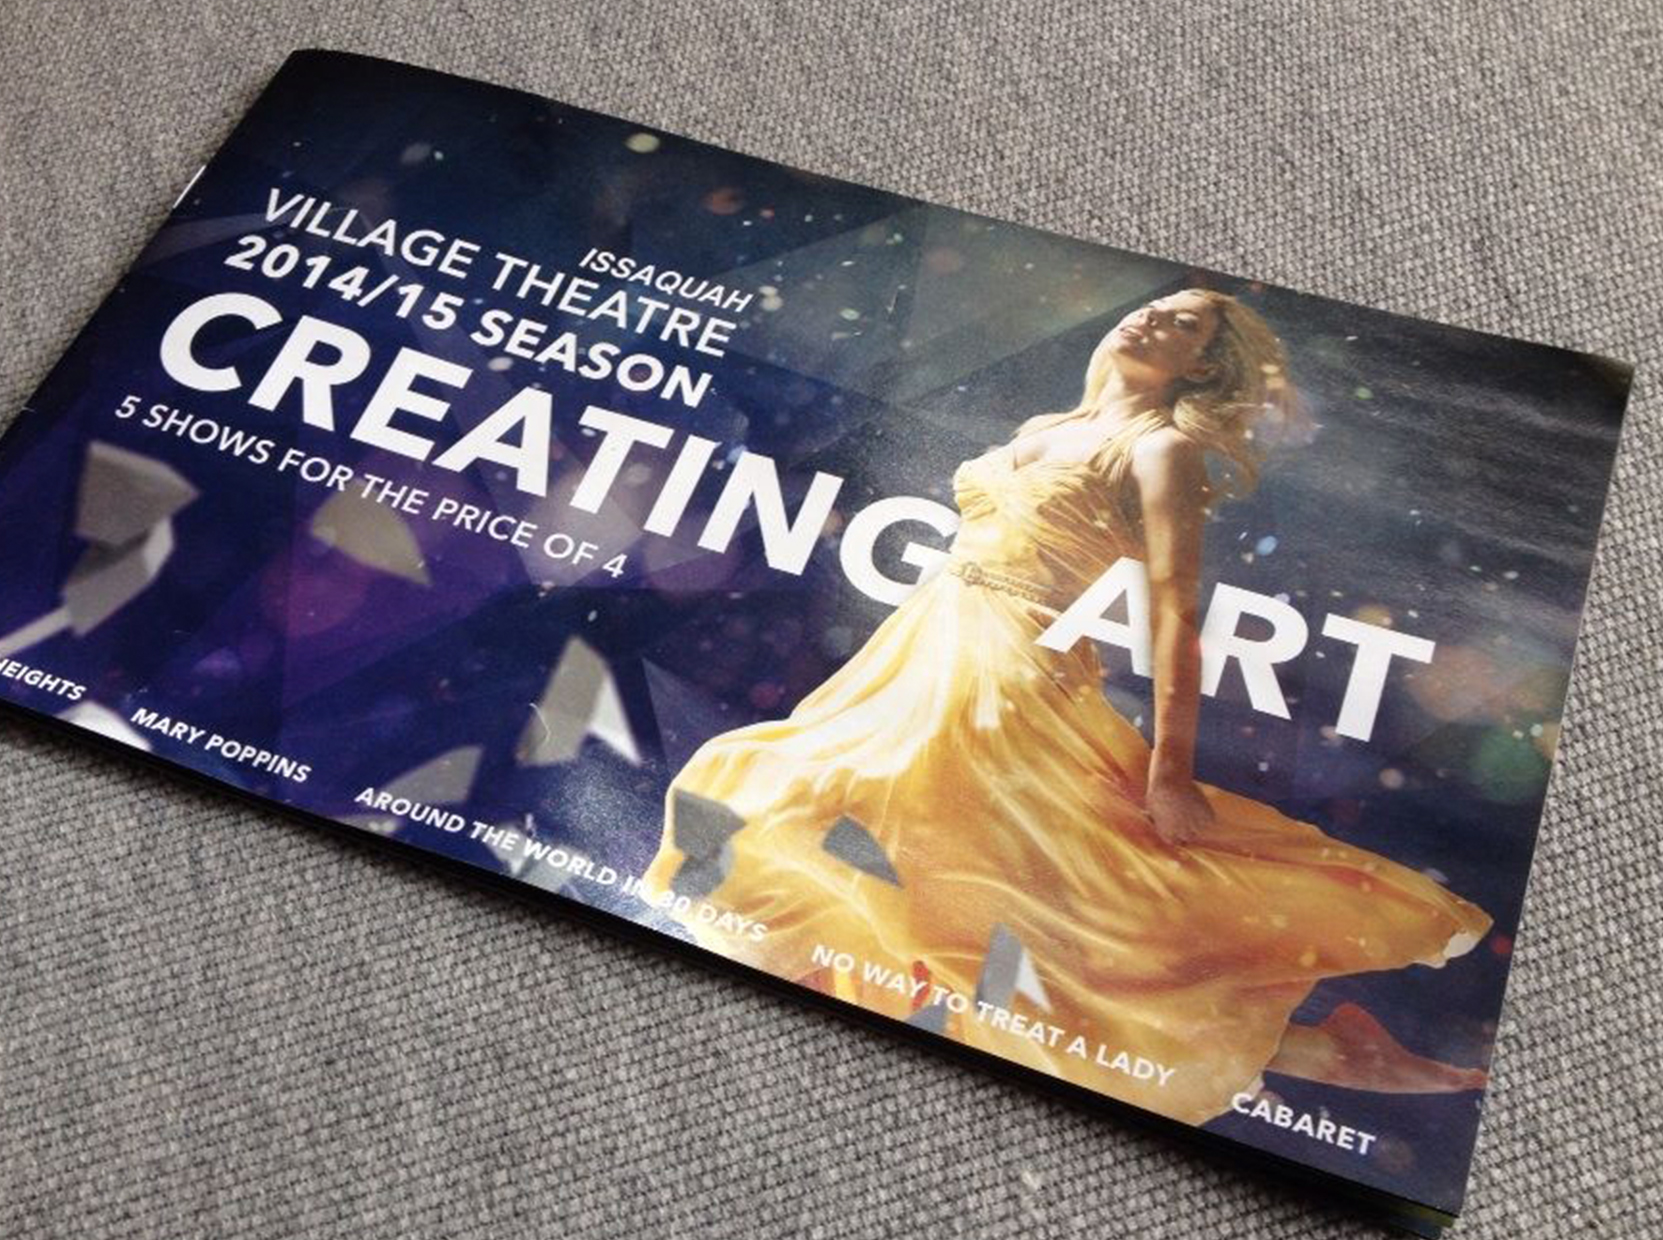 ISSAQUAH
VILLAGE THEATRE
2014/15 SEASON
CREATING ART
5 SHOWS FOR THE PRICE OF 4
HEIGHTS MARY POPPINS AROUND THE WORLD IN 80 DAYS NO WAY TO TREAT A LADY CABARET